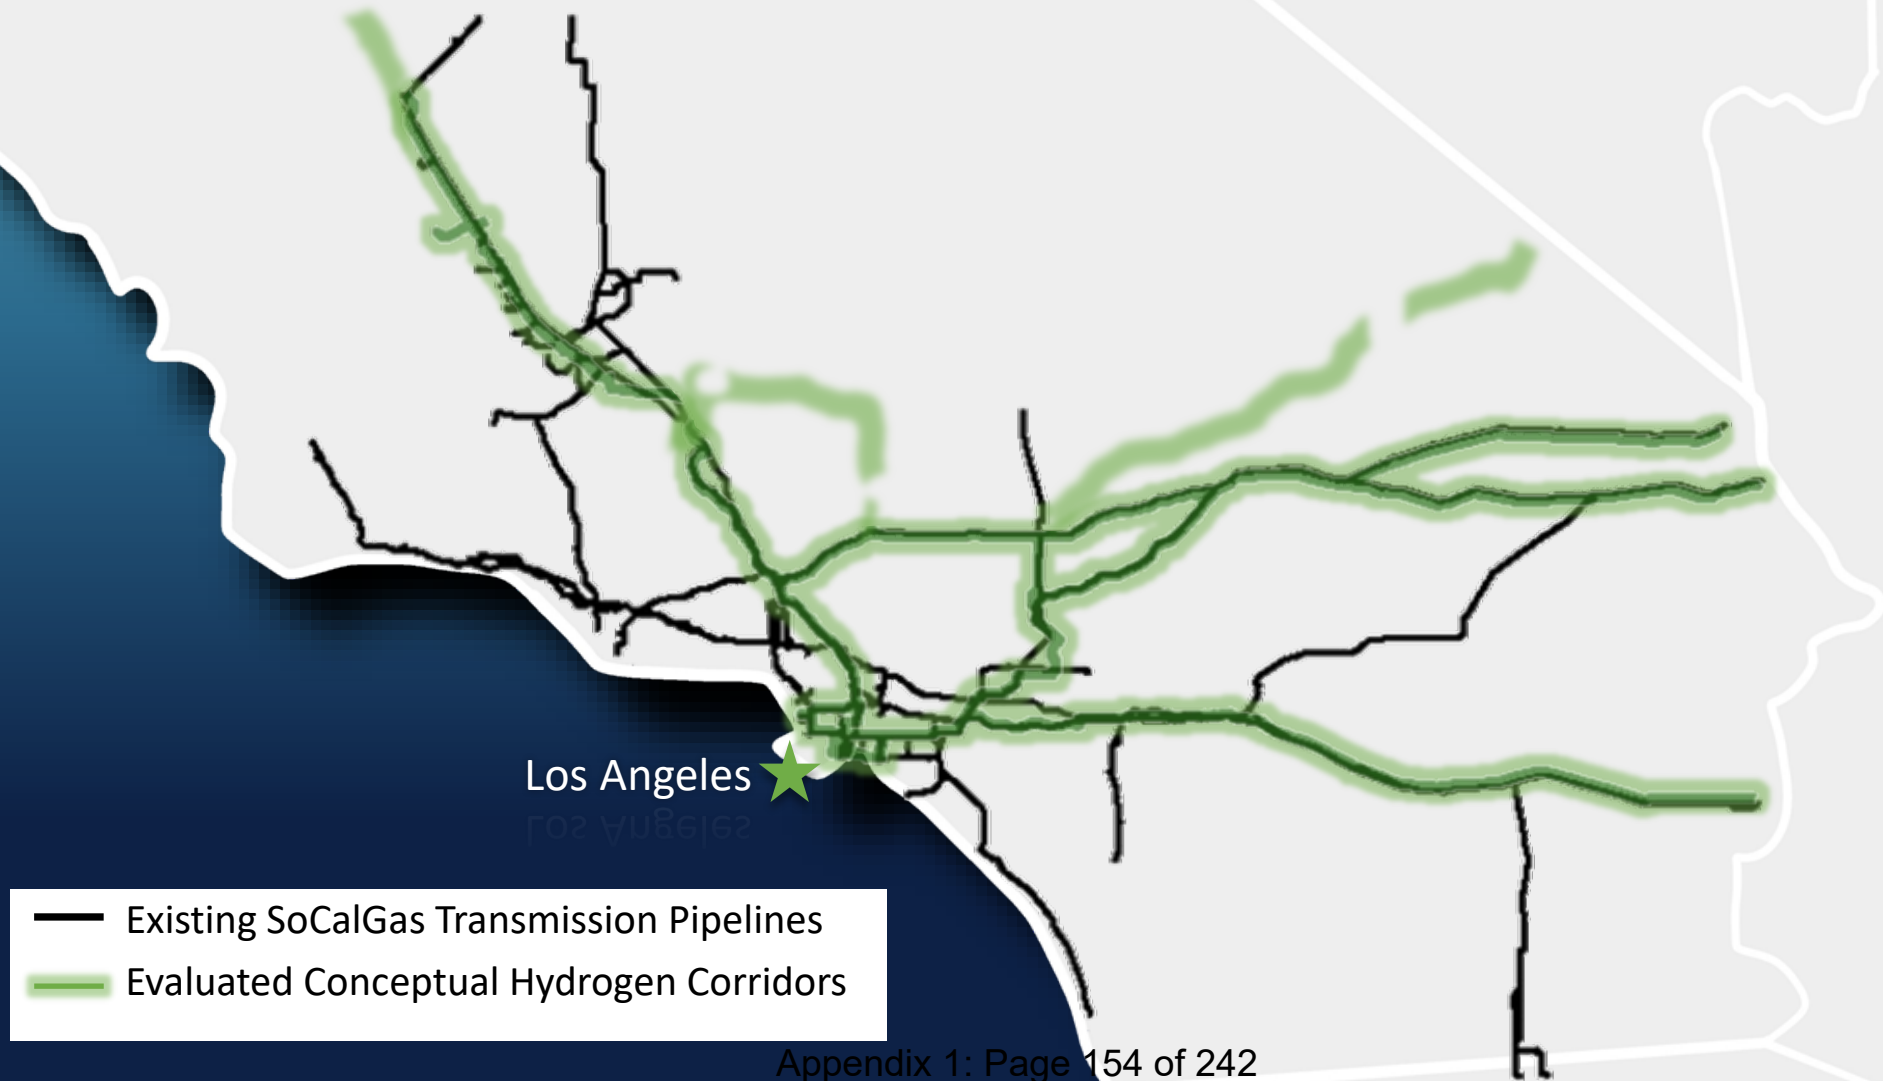 Los Angeles
Existing SoCalGas Transmission Pipelines
Evaluated Conceptual Hydrogen Corridors
Appendix 1: Page 154 of 242